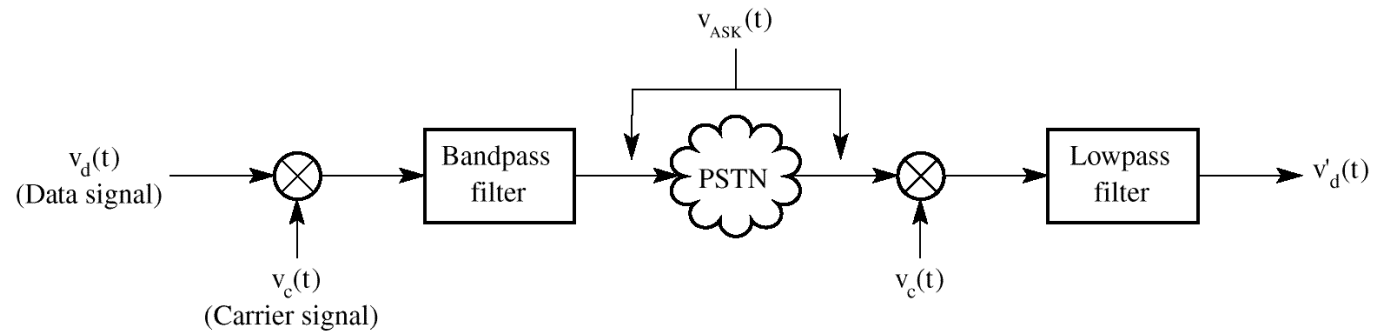 v_ASK(t)
v_d(t)
(Data signal)
Bandpass
filter
PSTN
Lowpass
filter
v'_d(t)
v_c(t)
(Carrier signal)
v_c(t)